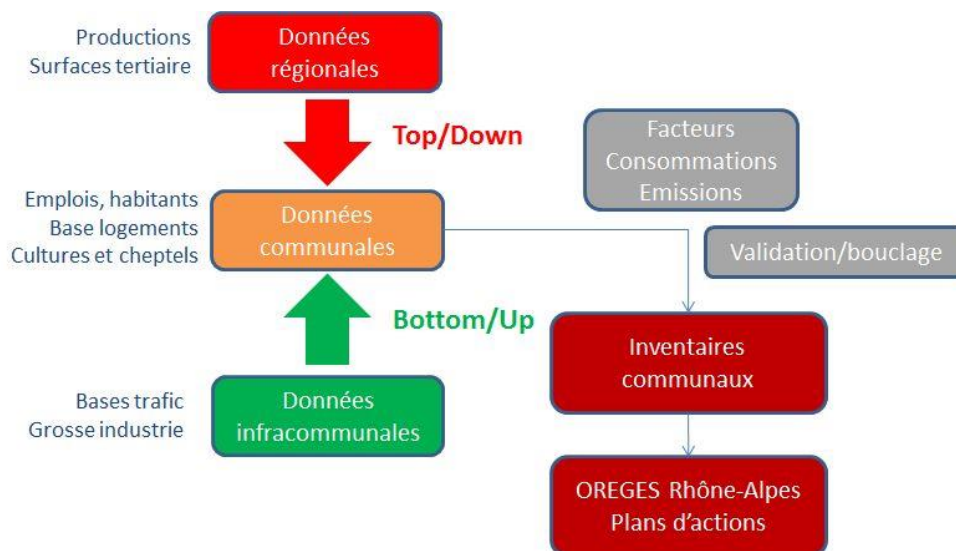 Productions
Surfaces tertiaire
Données
régionales
Top/Down
Facteurs
Consommations
Emissions
Emplois, habitants
Base logements
Cultures et cheptels
Données
communales
Validation/bouclage
Bottom/Up
Inventaires
communaux
Bases trafic
Grosse industrie
Données
infracommunales
OREGES Rhône-Alpes
Plans d'actions